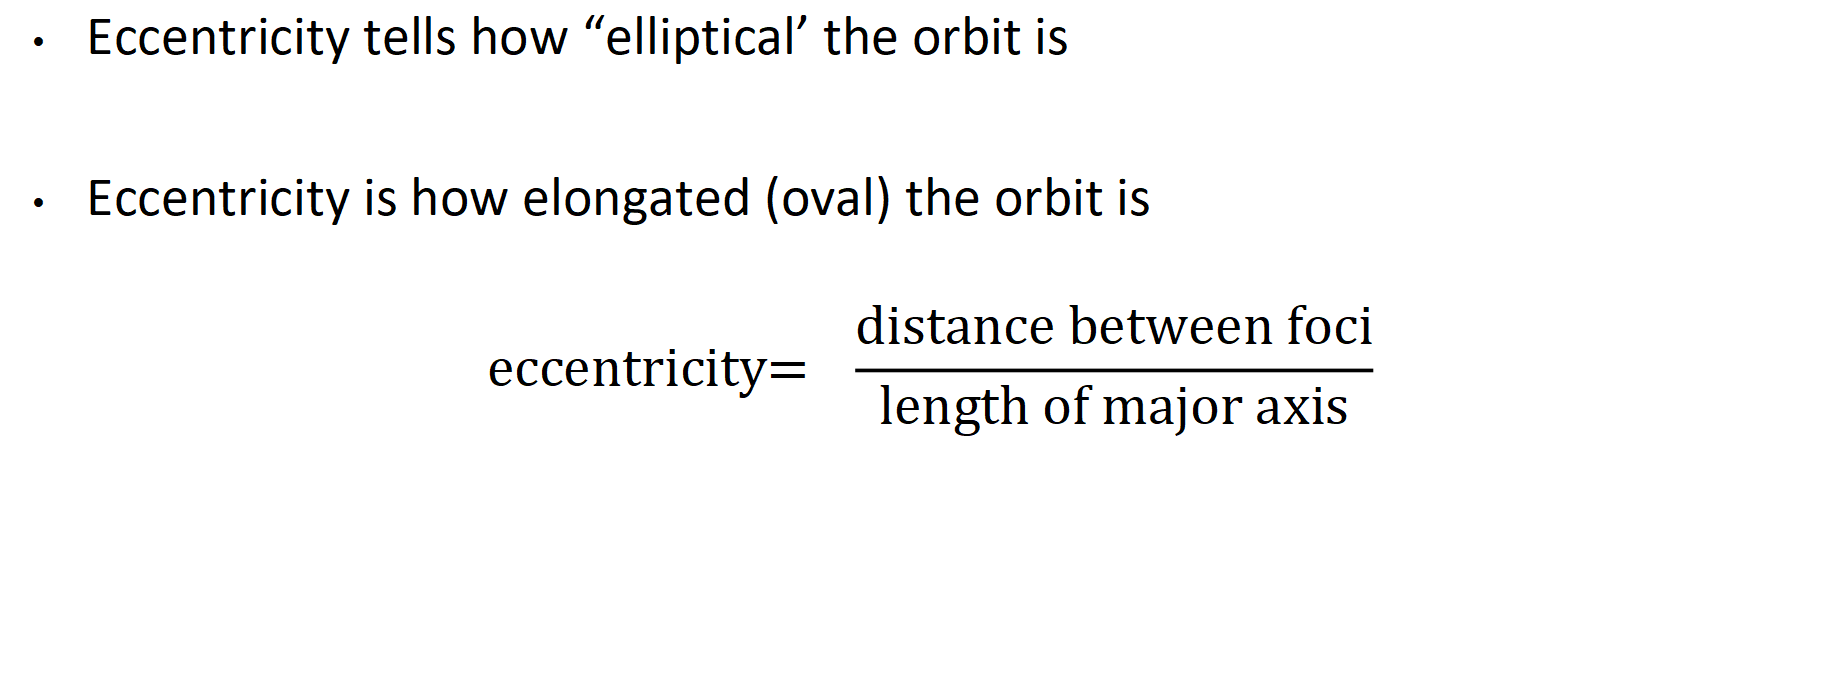 • Eccentricity tells how “elliptical’ the orbit is
• Eccentricity is how elongated (oval) the orbit is
eccentricity= distance between foci
length of major axis